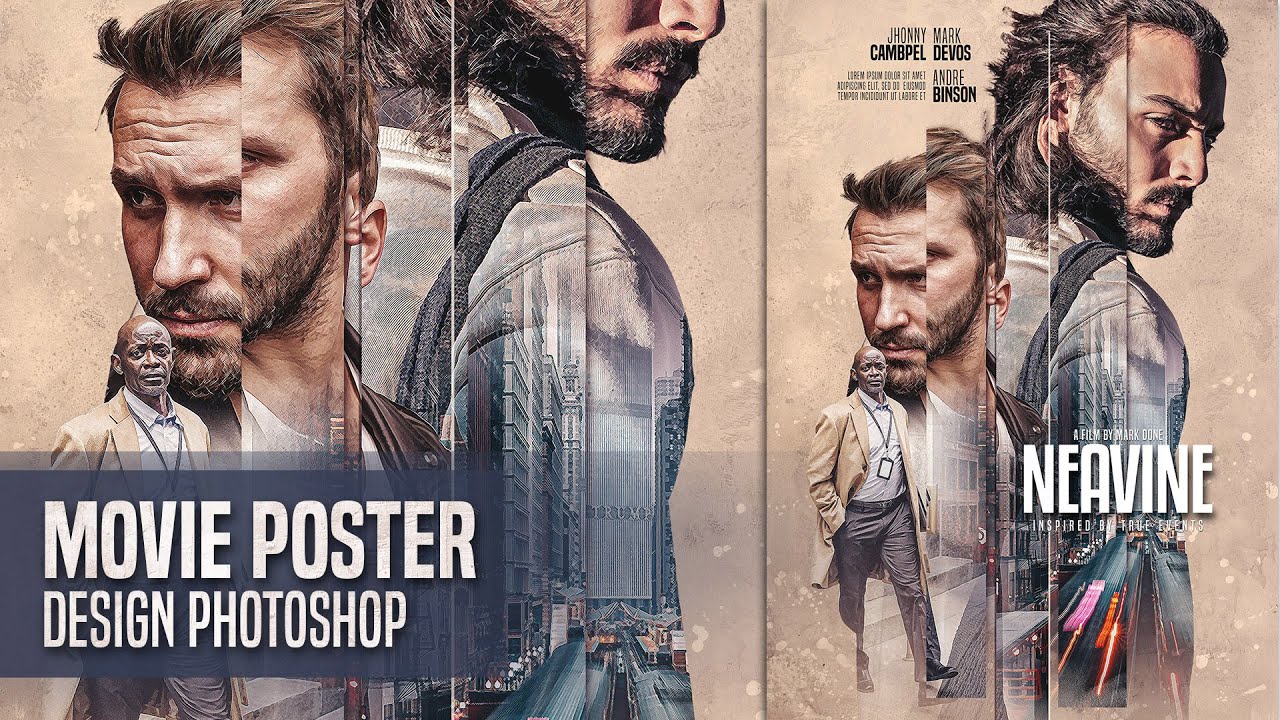 MOVIE POSTER
DESIGN PHOTOSHOP
JHONNY
CAMBPEL
MARK
DEVOS
LOREM IPSUM DOLOR SIT AMET
ADIPISCING ELIT, SED DO EIUSMOD
TEMPOR INCIDIDUNT UT LABORE ET
ANDRE
BINSON
A FILM BY MARK DONE
NEAVINE
INSPIRED BY TRUE EVENTS